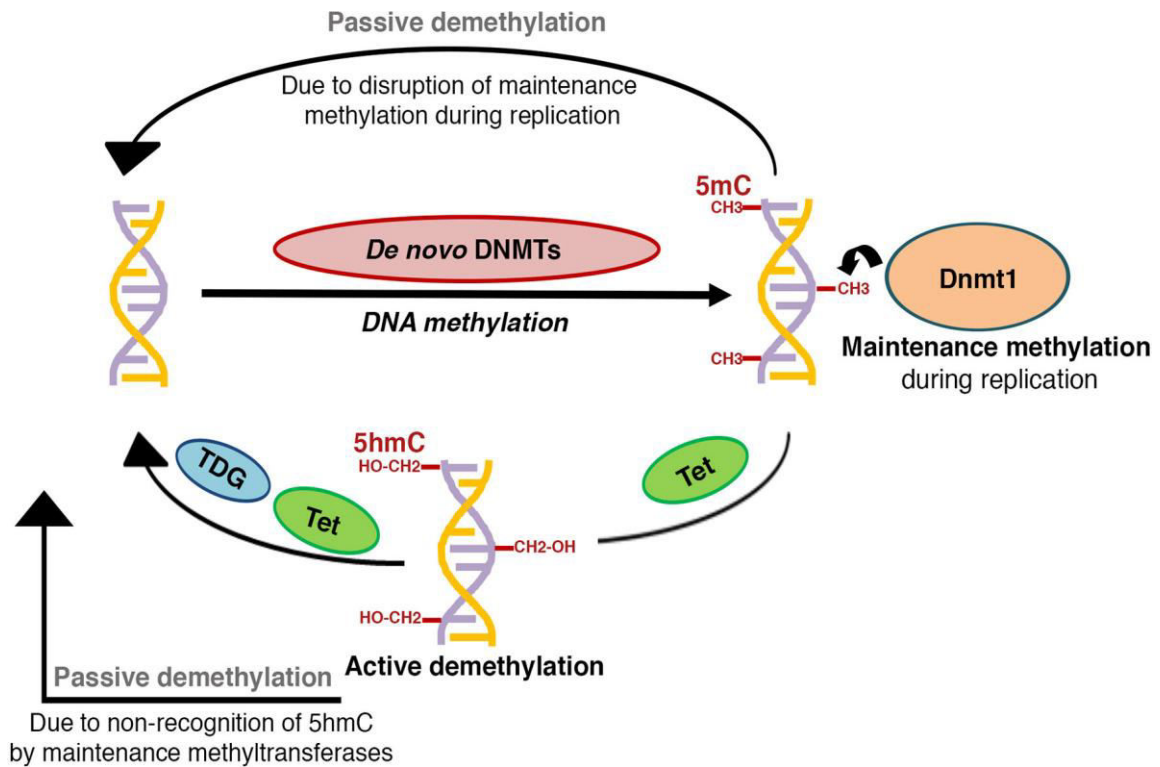 Passive demethylation
Due to disruption of maintenance
methylation during replication
5mC
CH3
De novo DNMTs
CH3
Dnmt1
DNA methylation
CH3
Maintenance methylation
during replication
5hmC
HO-CH2
TDG
Tet
Tet
CH2-OH
HO-CH2
Active demethylation
Passive demethylation
Due to non-recognition of 5hmC
by maintenance methyltransferases